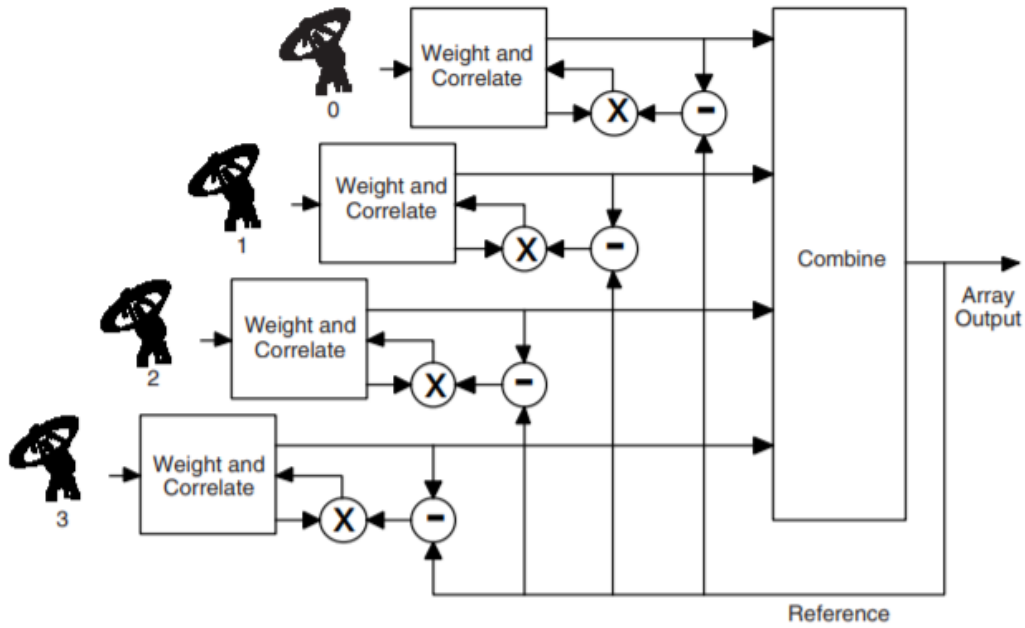 Weight and
Correlate
X
-
0
Weight and
Correlate
X
-
1
Combine
Array
Output
Weight and
Correlate
X
-
2
Weight and
Correlate
X
-
3
Reference